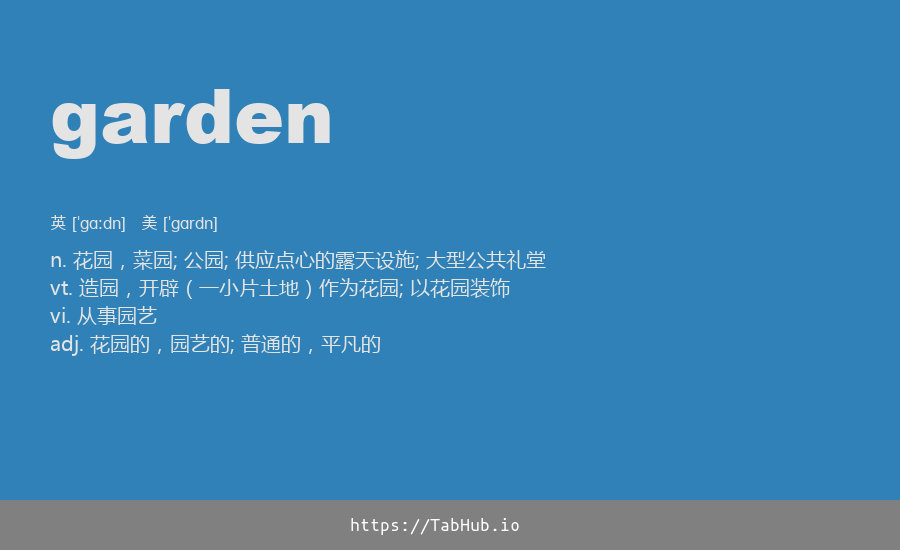 garden
英 [ˈɡɑːdn] 美 [ˈɡɑrdn]
n. 花园，菜园; 公园; 供应点心的露天设施; 大型公共礼堂
vt. 造园，开辟（一小片土地）作为花园; 以花园装饰
vi. 从事园艺
adj. 花园的，园艺的; 普通的，平凡的
https://TabHub.io